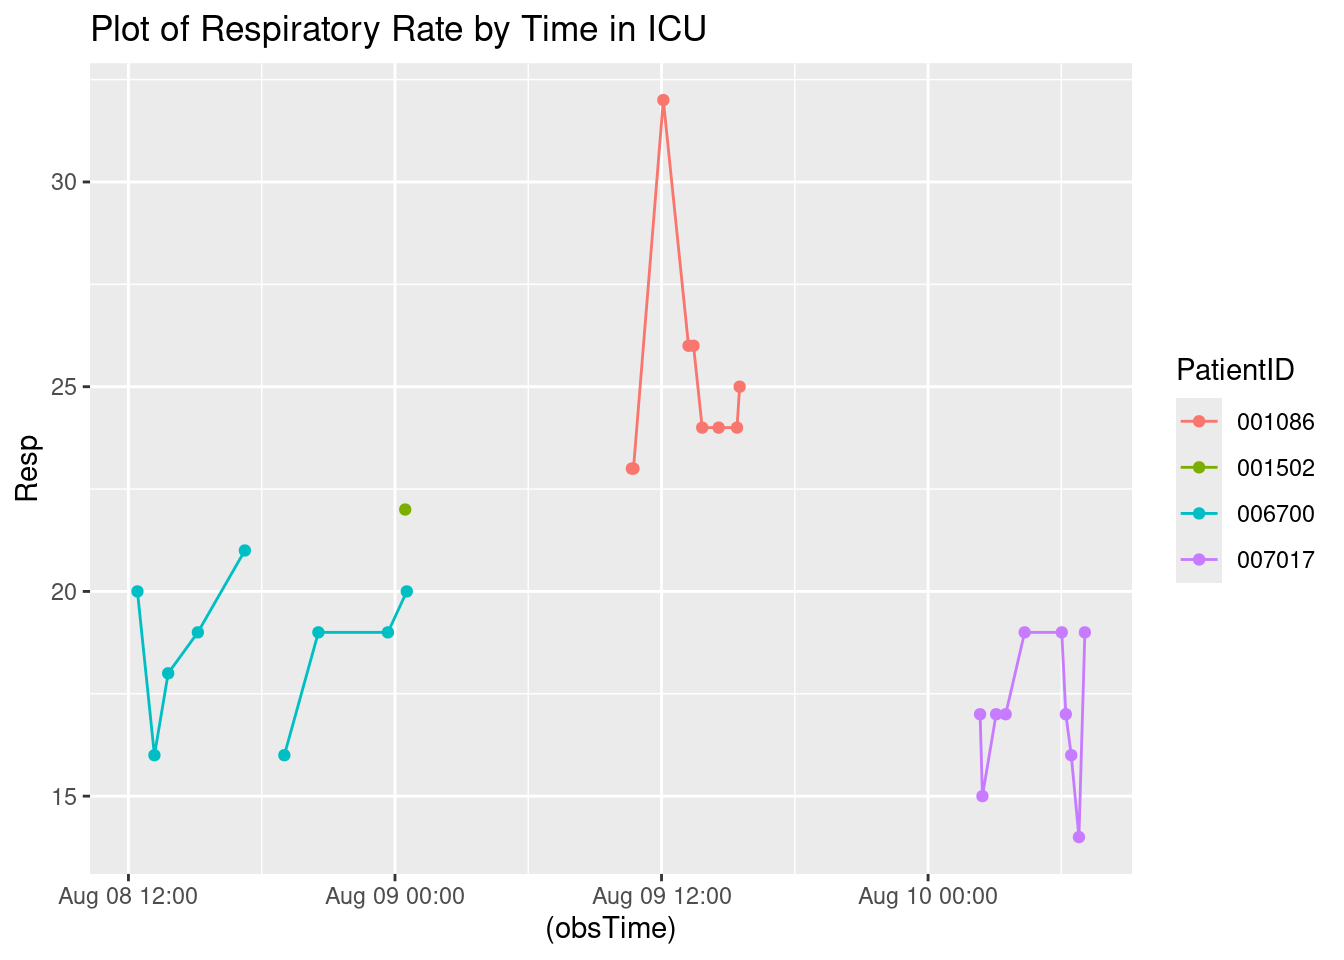 Plot of Respiratory Rate by Time in ICU
30
25
20
15
Resp
Aug 08 12:00
Aug 09 00:00
Aug 09 12:00
Aug 10 00:00
(obsTime)
PatientID
001086
001502
006700
007017